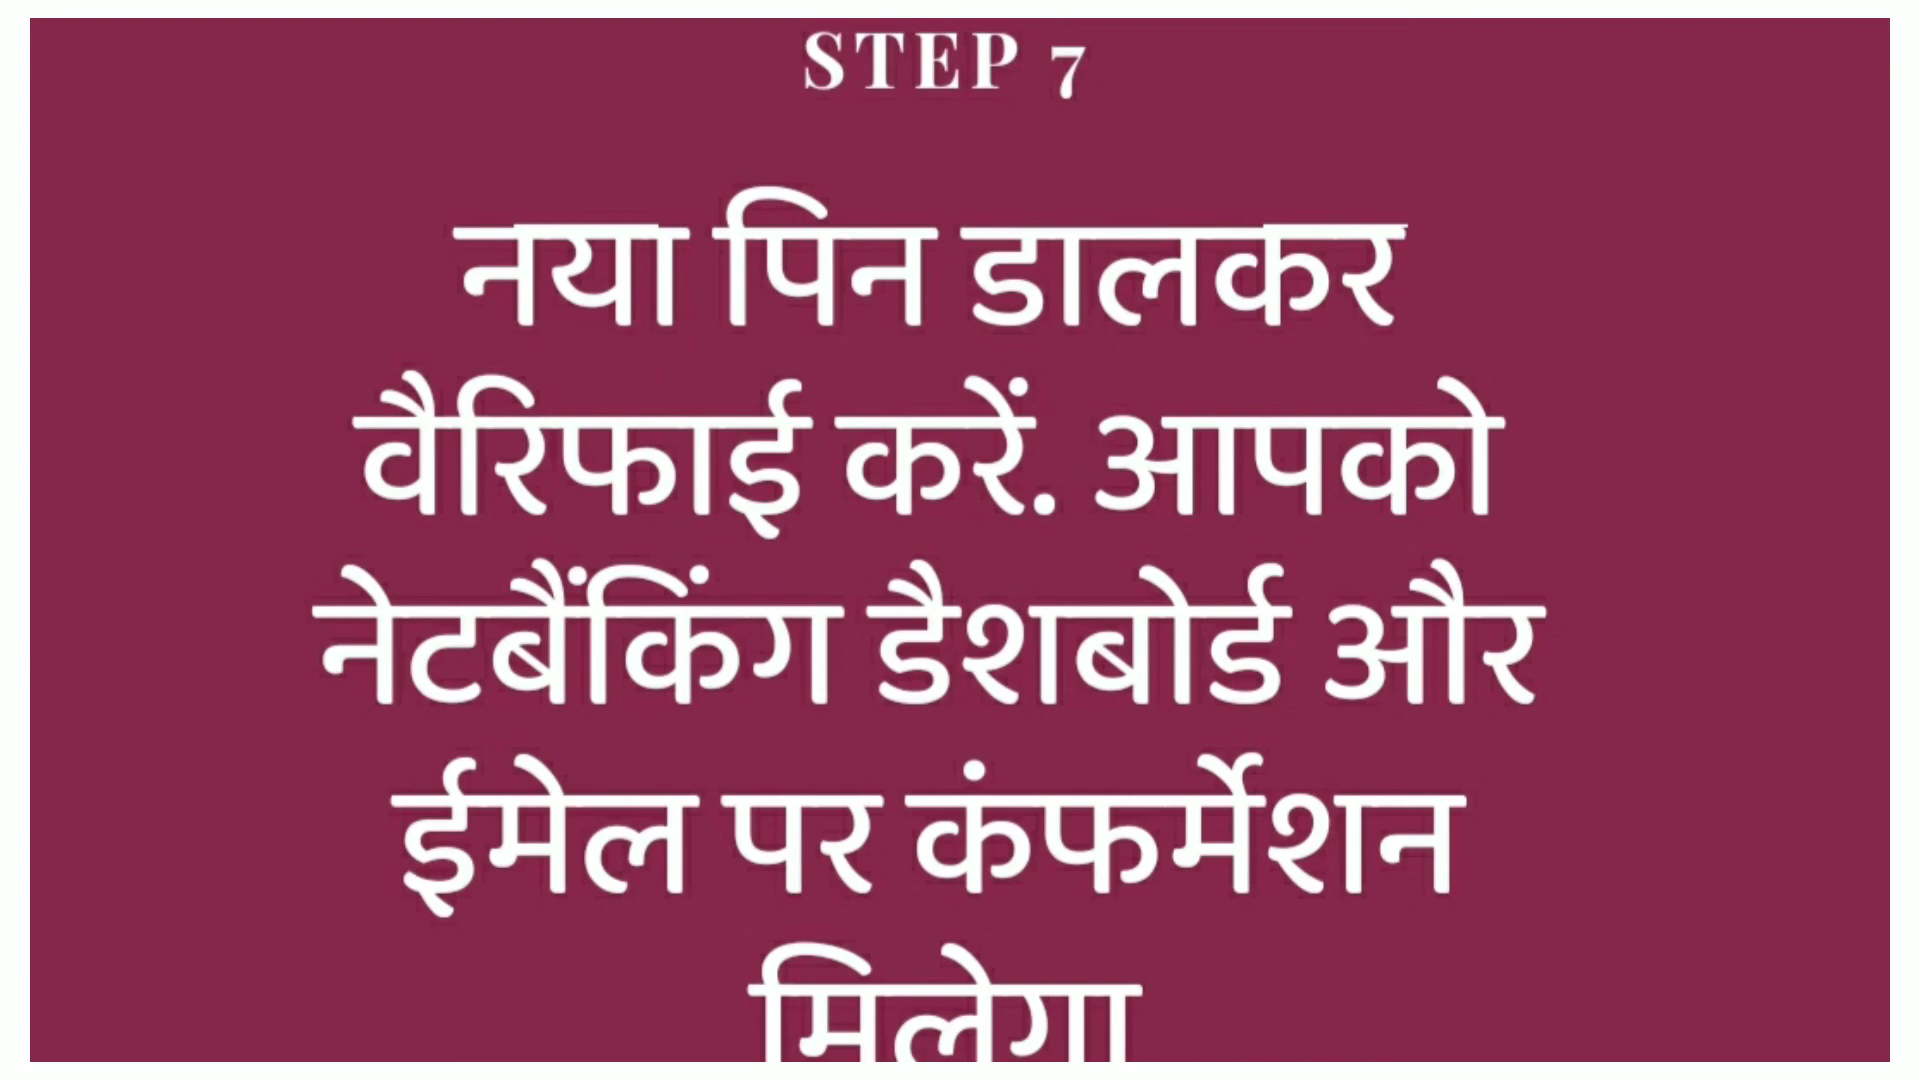 STEP 7
नया पिन डालकर
वैरिफाई करें. आपको
नेटबैंकिंग डैशबोर्ड और
ईमेल पर कंफर्मेशन
मिलेगा